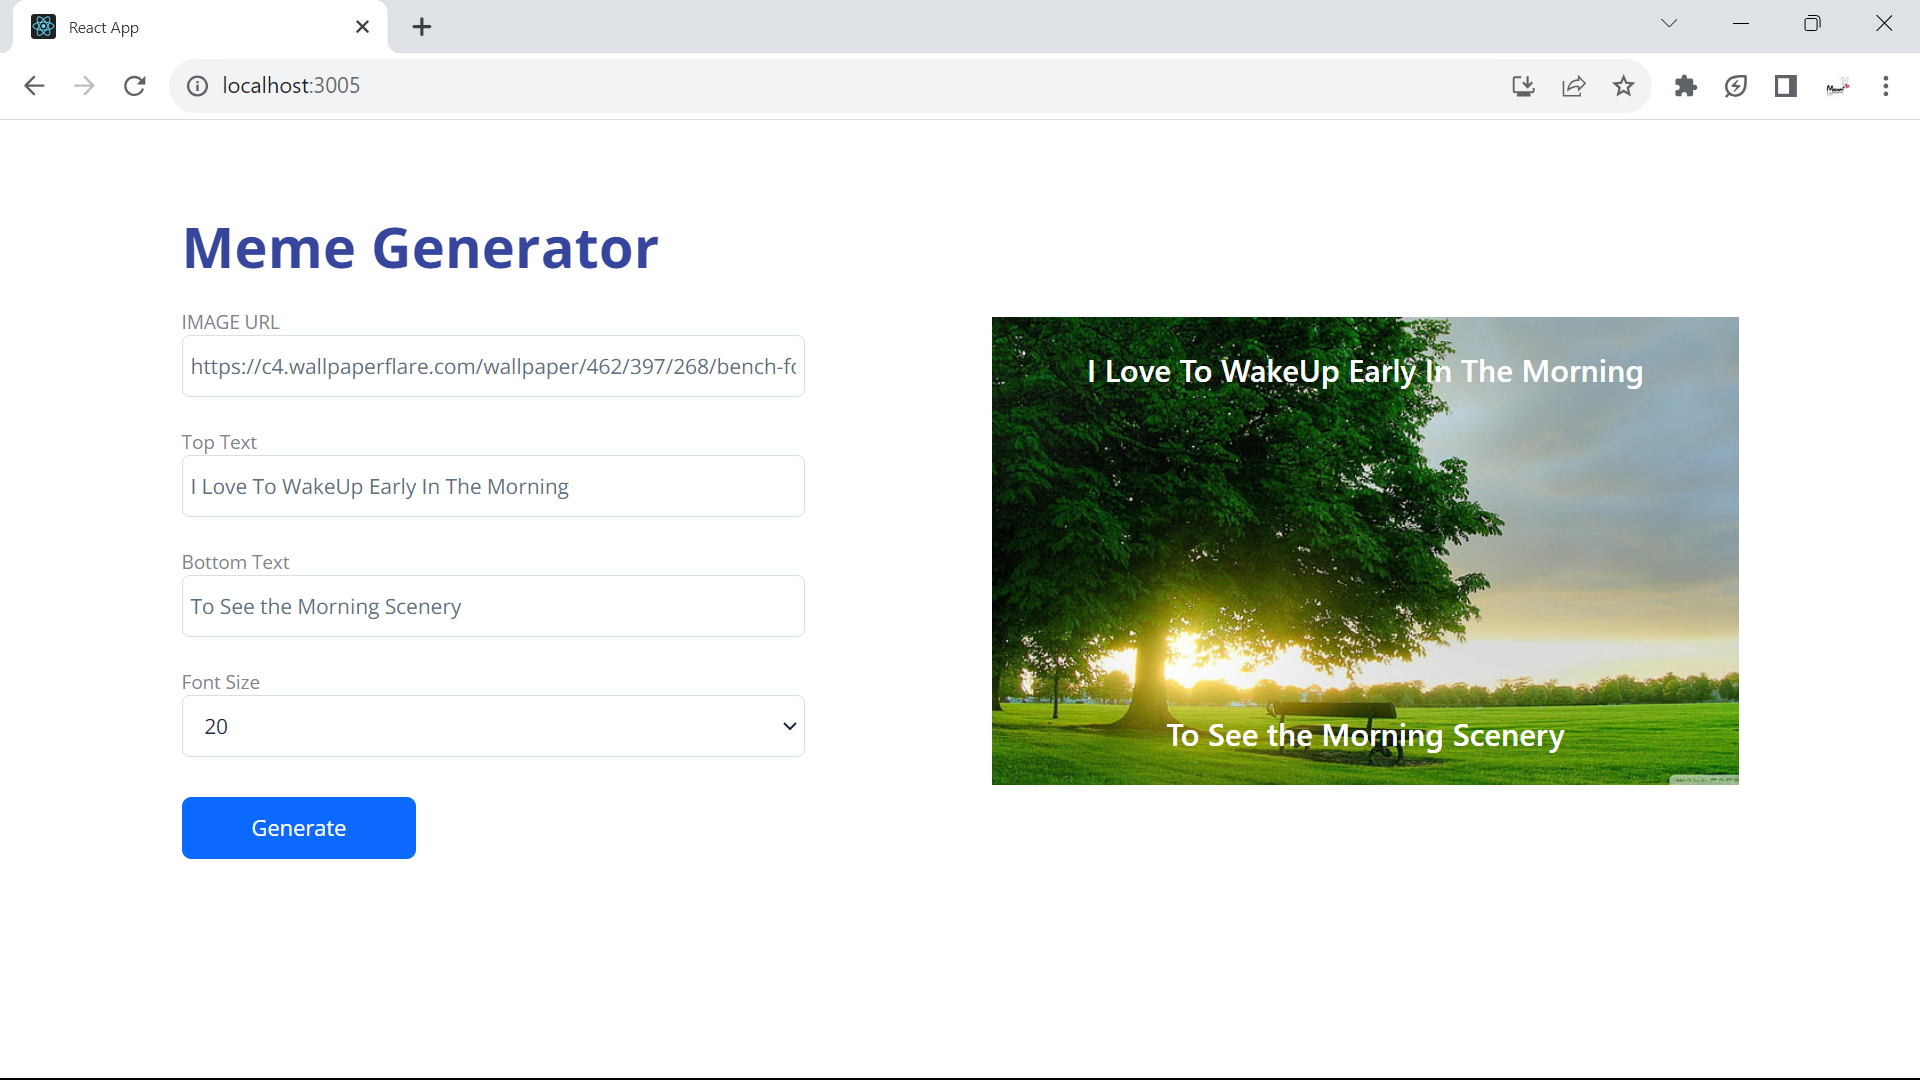 React App
localhost:3005
Meme Generator
IMAGE URL
https://c4.wallpaperflare.com/wallpaper/462/397/268/bench-fo
Top Text
I Love To WakeUp Early In The Morning
Bottom Text
To See the Morning Scenery
Font Size
20
Generate
I Love To WakeUp Early In The Morning
To See the Morning Scenery